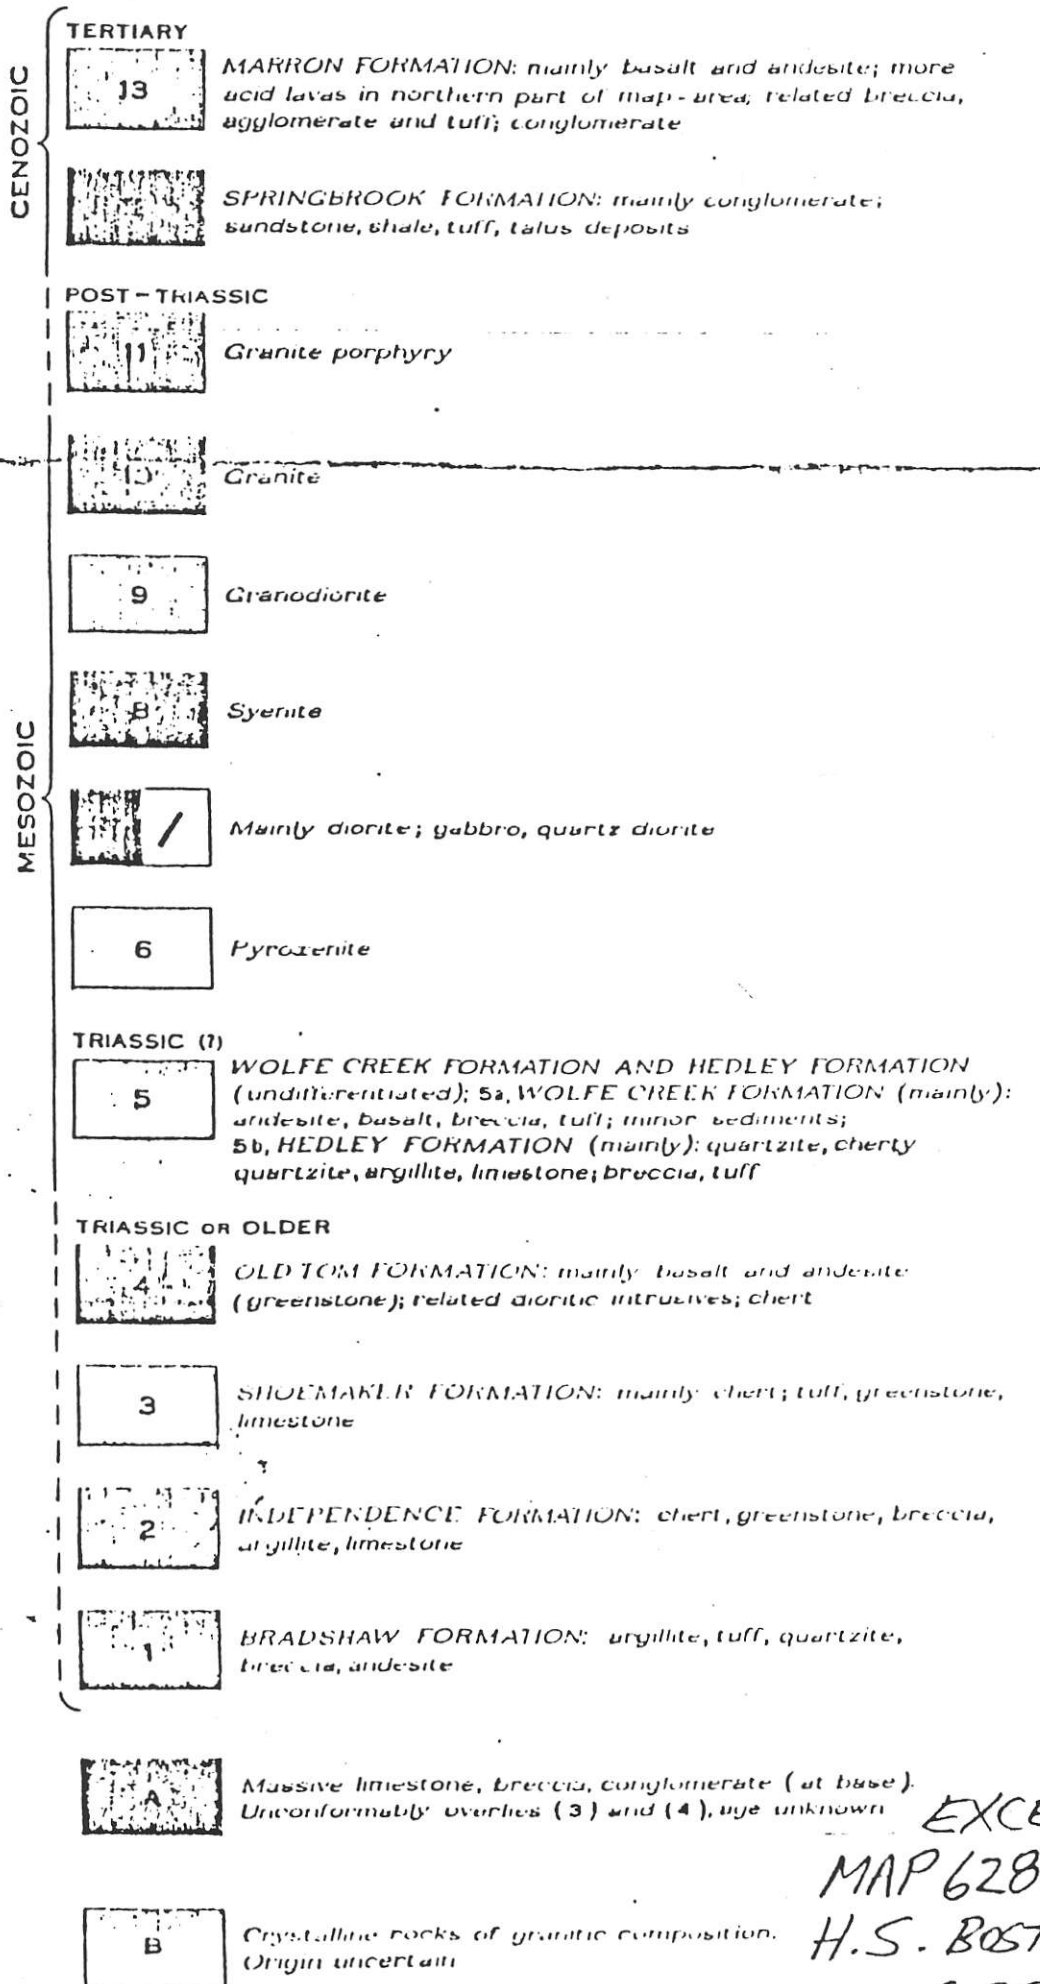 CENOZOIC
TERTIARY
13
MARRON FORMATION: mainly basalt and andesite; more
acid lavas in northern part of map-area; related breccia,
agglomerate and tuff; conglomerate
SPRINGBROOK FORMATION: mainly conglomerate;
sandstone, shale, tuff, talus deposits
MESOZOIC
POST-TRIASSIC
11
Granite porphyry
10
Granite
9
Granodiorite
8
Syenite
Mainly diorite; gabbro, quartz diorite
6
Pyroxenite
TRIASSIC (?)
5
WOLFE CREEK FORMATION AND HEDLEY FORMATION
(undifferentiated); 5a, WOLFE CREEK FORMATION (mainly):
andesite, basalt, breccia, tuff; minor sediments;
5b, HEDLEY FORMATION (mainly): quartzite, cherty
quartzite, argillite, limestone; breccia, tuff
TRIASSIC OR OLDER
4
OLD TOM FORMATION: mainly basalt and andesite
(greenstone); related dioritic intrusives; chert
3
SHOEMAKER FORMATION: mainly chert; tuff, greenstone,
limestone
2
INDEPENDENCE FORMATION: chert, greenstone, breccia,
argillite, limestone
1
BRADSHAW FORMATION: argillite, tuff, quartzite,
breccia, andesite
A
Massive limestone, breccia, conglomerate (at base).
Unconformably overlies (3) and (4), age unknown
B
Crystalline rocks of granitic composition.
Origin uncertain
EXCE
MAP 628
H.S. BOST